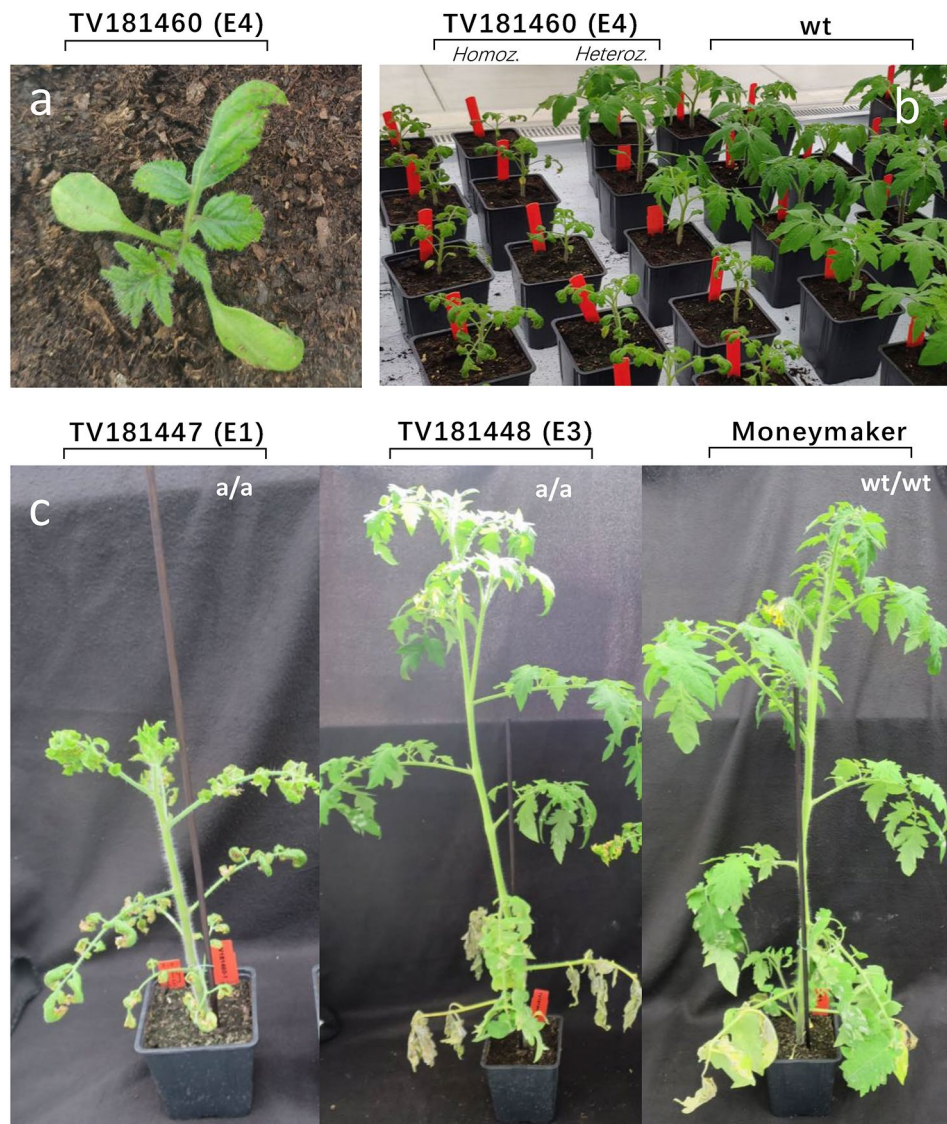 TV181460 (E4)
TV181460 (E4)
wt
Homoz.
Heteroz.
a
b
TV181447 (E1)
TV181448 (E3)
Moneymaker
c
a/a
a/a
wt/wt